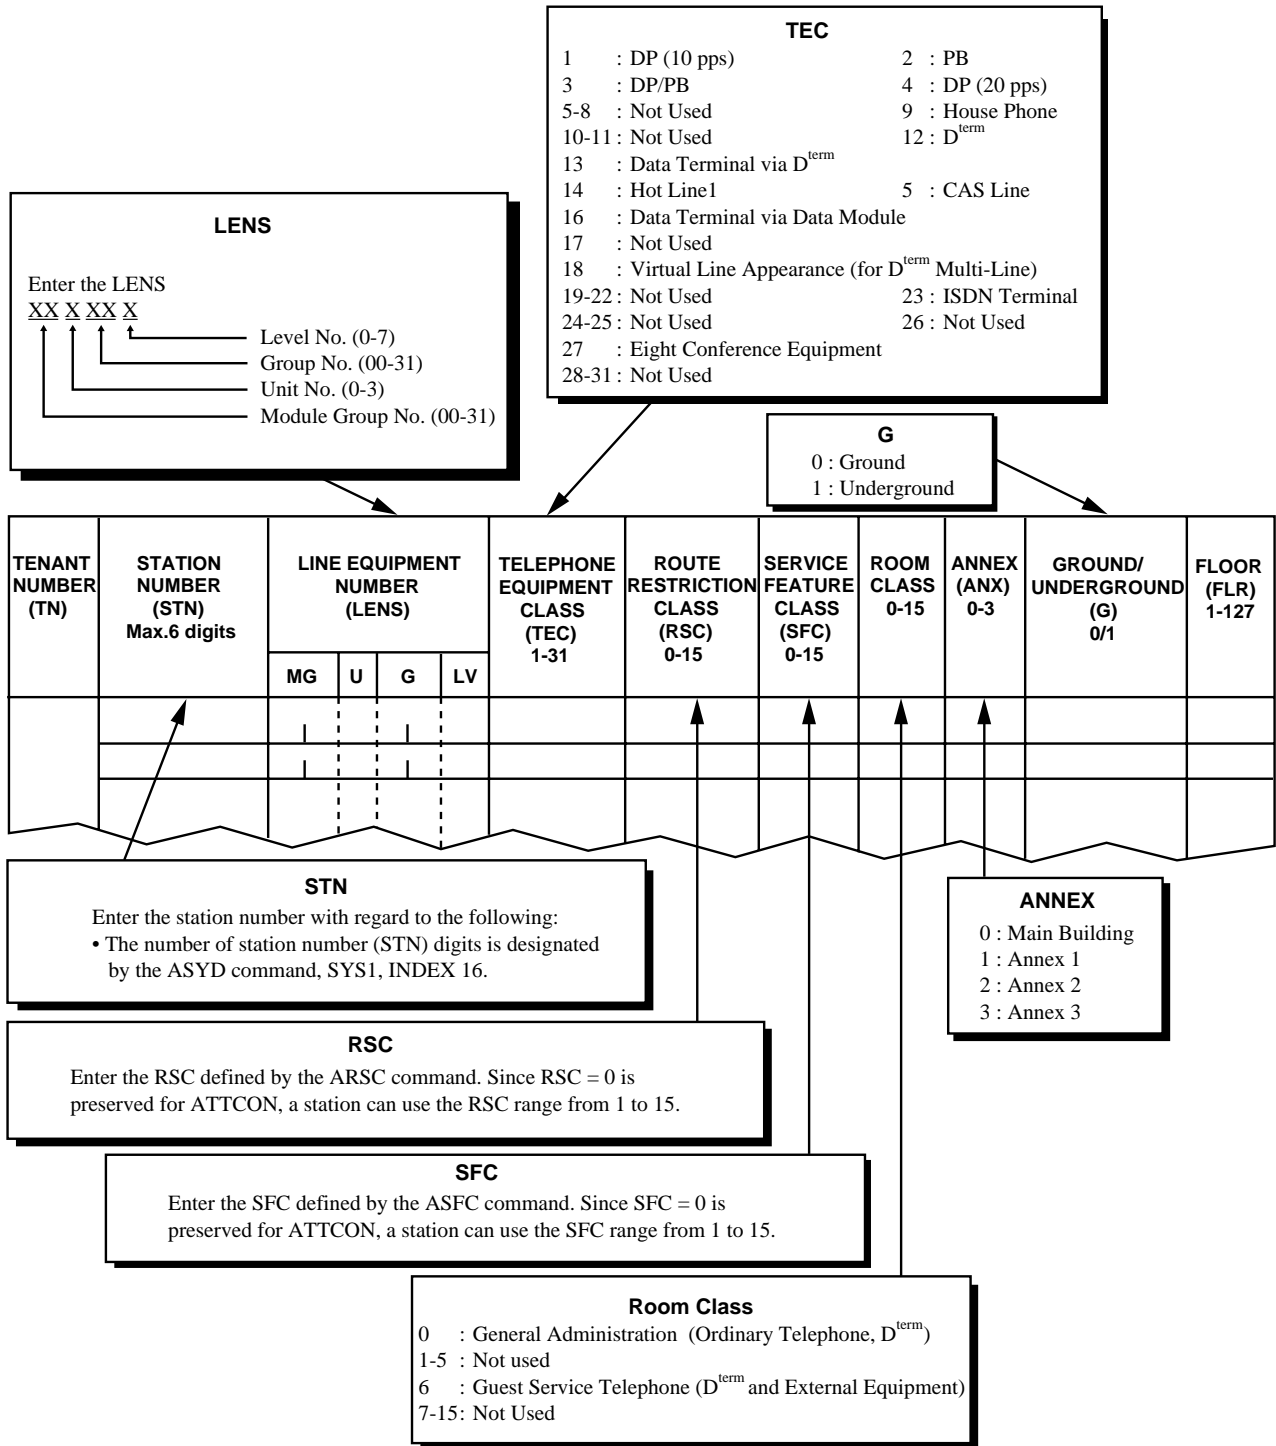 TEC
1 : DP (10 pps) 2 : PB
3 : DP/PB 4 : DP (20 pps)
5-8 : Not Used 9 : House Phone
10-11 : Not Used 12 : Dterm
13 : Data Terminal via Dterm
14 : Hot Line1 5 : CAS Line
16 : Data Terminal via Data Module
17 : Not Used
18 : Virtual Line Appearance (for Dterm Multi-Line)
19-22 : Not Used 23 : ISDN Terminal
24-25 : Not Used 26 : Not Used
27 : Eight Conference Equipment
28-31 : Not Used
LENS
Enter the LENS
XX X XX X
Level No. (0-7)
Group No. (00-31)
Unit No. (0-3)
Module Group No. (00-31)
G
0 : Ground
1 : Underground
TENANT NUMBER (TN)
STATION NUMBER (STN) Max.6 digits
LINE EQUIPMENT NUMBER (LENS)
MG U G LV
TELEPHONE EQUIPMENT CLASS (TEC) 1-31
ROUTE RESTRICTION CLASS (RSC) 0-15
SERVICE FEATURE CLASS (SFC) 0-15
ROOM CLASS 0-15
ANNEX (ANX) 0-3
GROUND/ UNDERGROUND (G) 0/1
FLOOR (FLR) 1-127
STN
Enter the station number with regard to the following:
• The number of station number (STN) digits is designated
by the ASYD command, SYS1, INDEX 16.
ANNEX
0 : Main Building
1 : Annex 1
2 : Annex 2
3 : Annex 3
RSC
Enter the RSC defined by the ARSC command. Since RSC = 0 is
preserved for ATTCON, a station can use the RSC range from 1 to 15.
SFC
Enter the SFC defined by the ASFC command. Since SFC = 0 is
preserved for ATTCON, a station can use the SFC range from 1 to 15.
Room Class
0 : General Administration (Ordinary Telephone, Dterm)
1-5 : Not used
6 : Guest Service Telephone (Dterm and External Equipment)
7-15: Not Used